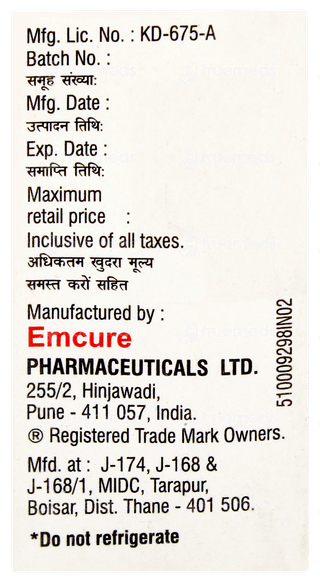 Mfg. Lic. No. : KD-675-A
Batch No. :
समूह संख्या:
Mfg. Date :
उत्पादन तिथि:
Exp. Date :
समाप्ति तिथि:
Maximum
retail price :
Inclusive of all taxes.
अधिकतम खुदरा मूल्य
समस्त करों सहित
Manufactured by :
Emcure
PHARMACEUTICALS LTD.
255/2, Hinjawadi,
Pune - 411 057, India.
® Registered Trade Mark Owners.
Mfd. at : J-174, J-168 &
J-168/1, MIDC, Tarapur,
Boisar, Dist. Thane - 401 506.
*Do not refrigerate
510009298IN02